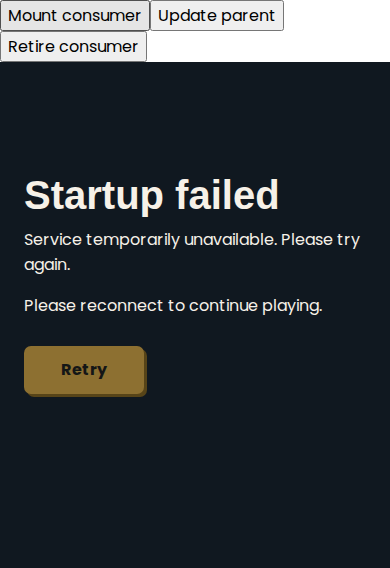 Mount consumer Update parent
Retire consumer
Startup failed
Service temporarily unavailable. Please try
again.
Please reconnect to continue playing.
Retry